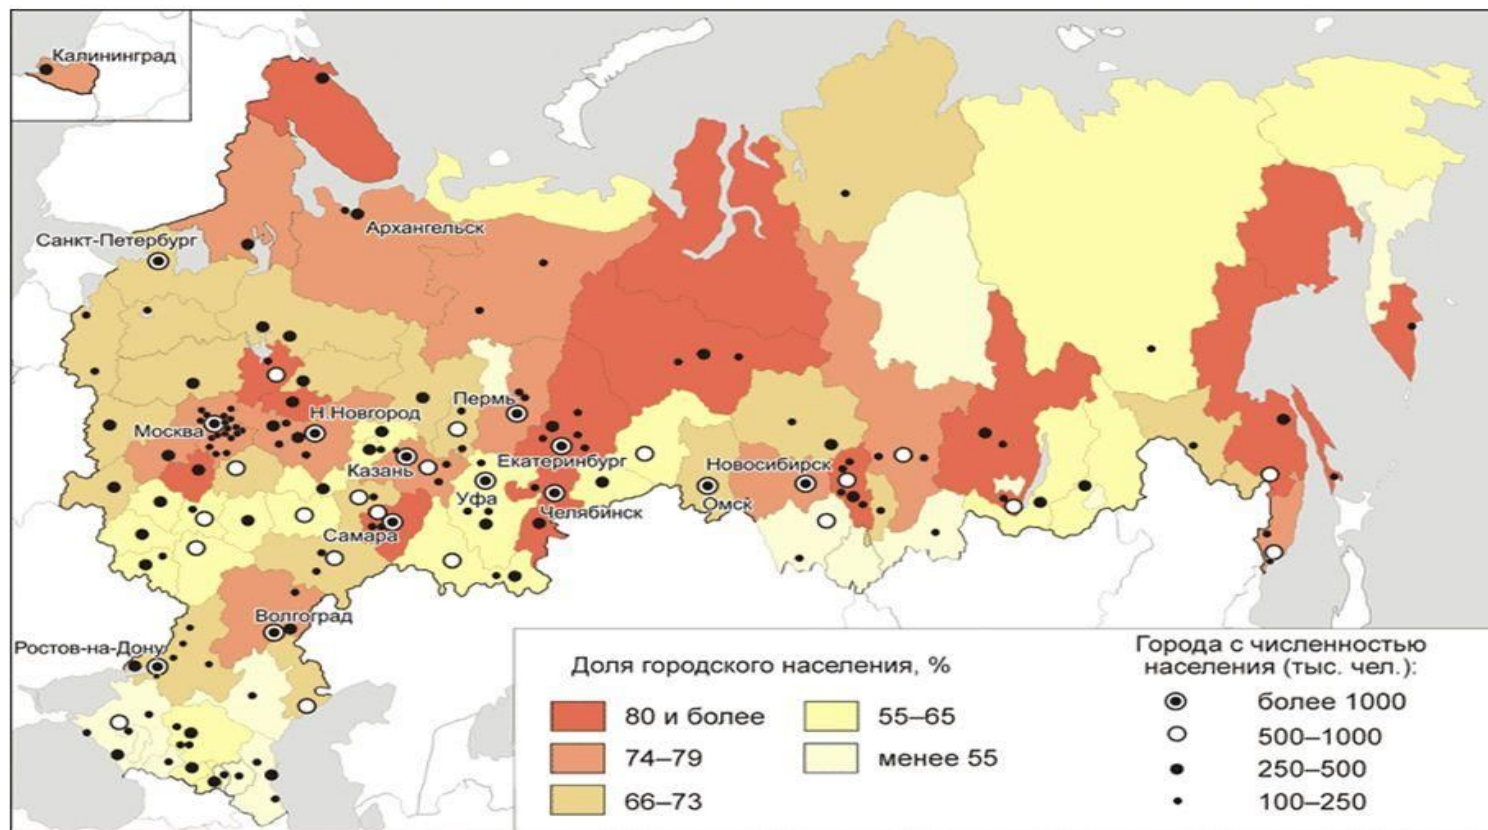 Калининград
Архангельск
Санкт-Петербург
Пермь
Н.Новгород
Москва
Казань
Екатеринбург
Новосибирск
Уфа
Омск
Челябинск
Самара
Волгоград
Ростов-на-Дону
Доля городского населения, %
80 и более
74–79
66–73
55–65
менее 55
Города с численностью
населения (тыс. чел.):
более 1000
500–1000
250–500
100–250